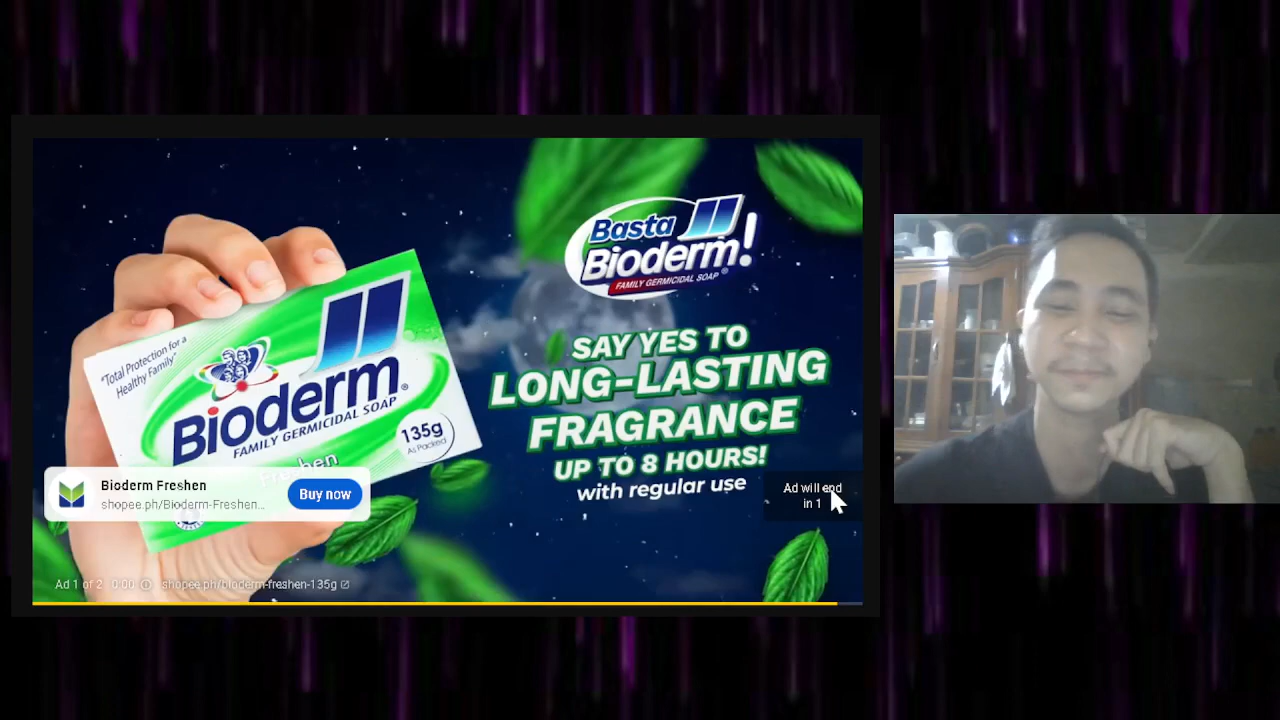 Basta
Bioderm!
FAMILY GERMICIDAL SOAP
"Total Protection for a
Healthy Family"
Bioderm
FAMILY GERMICIDAL SOAP
135g
As Packed
Freshen
SAY YES TO
LONG-LASTING
FRAGRANCE
UP TO 8 HOURS!
with regular use
Bioderm Freshen
shopee.ph/Bioderm-Freshen...
Buy now
Ad will end
in 1
Ad 1 of 2 · 0:00
shopee.ph/bioderm-freshen-135g